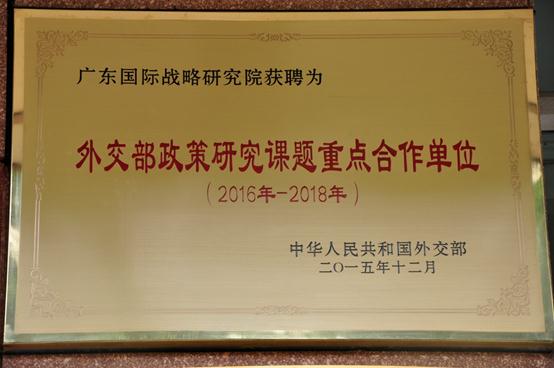 广东国际战略研究院获聘为
外交部政策研究课题重点合作单位
(2016年-2018年)
中华人民共和国外交部
二〇一五年十二月